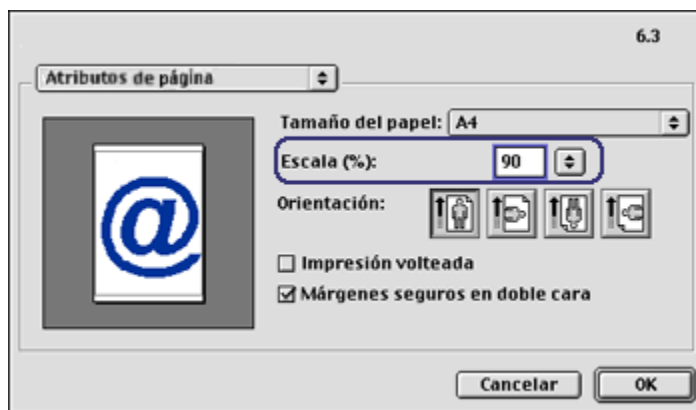 6.3
Atributos de página
Tamaño del papel: A4
Escala (%): 90
Orientación:
Impresión volteada
Márgenes seguros en doble cara
@
Cancelar OK